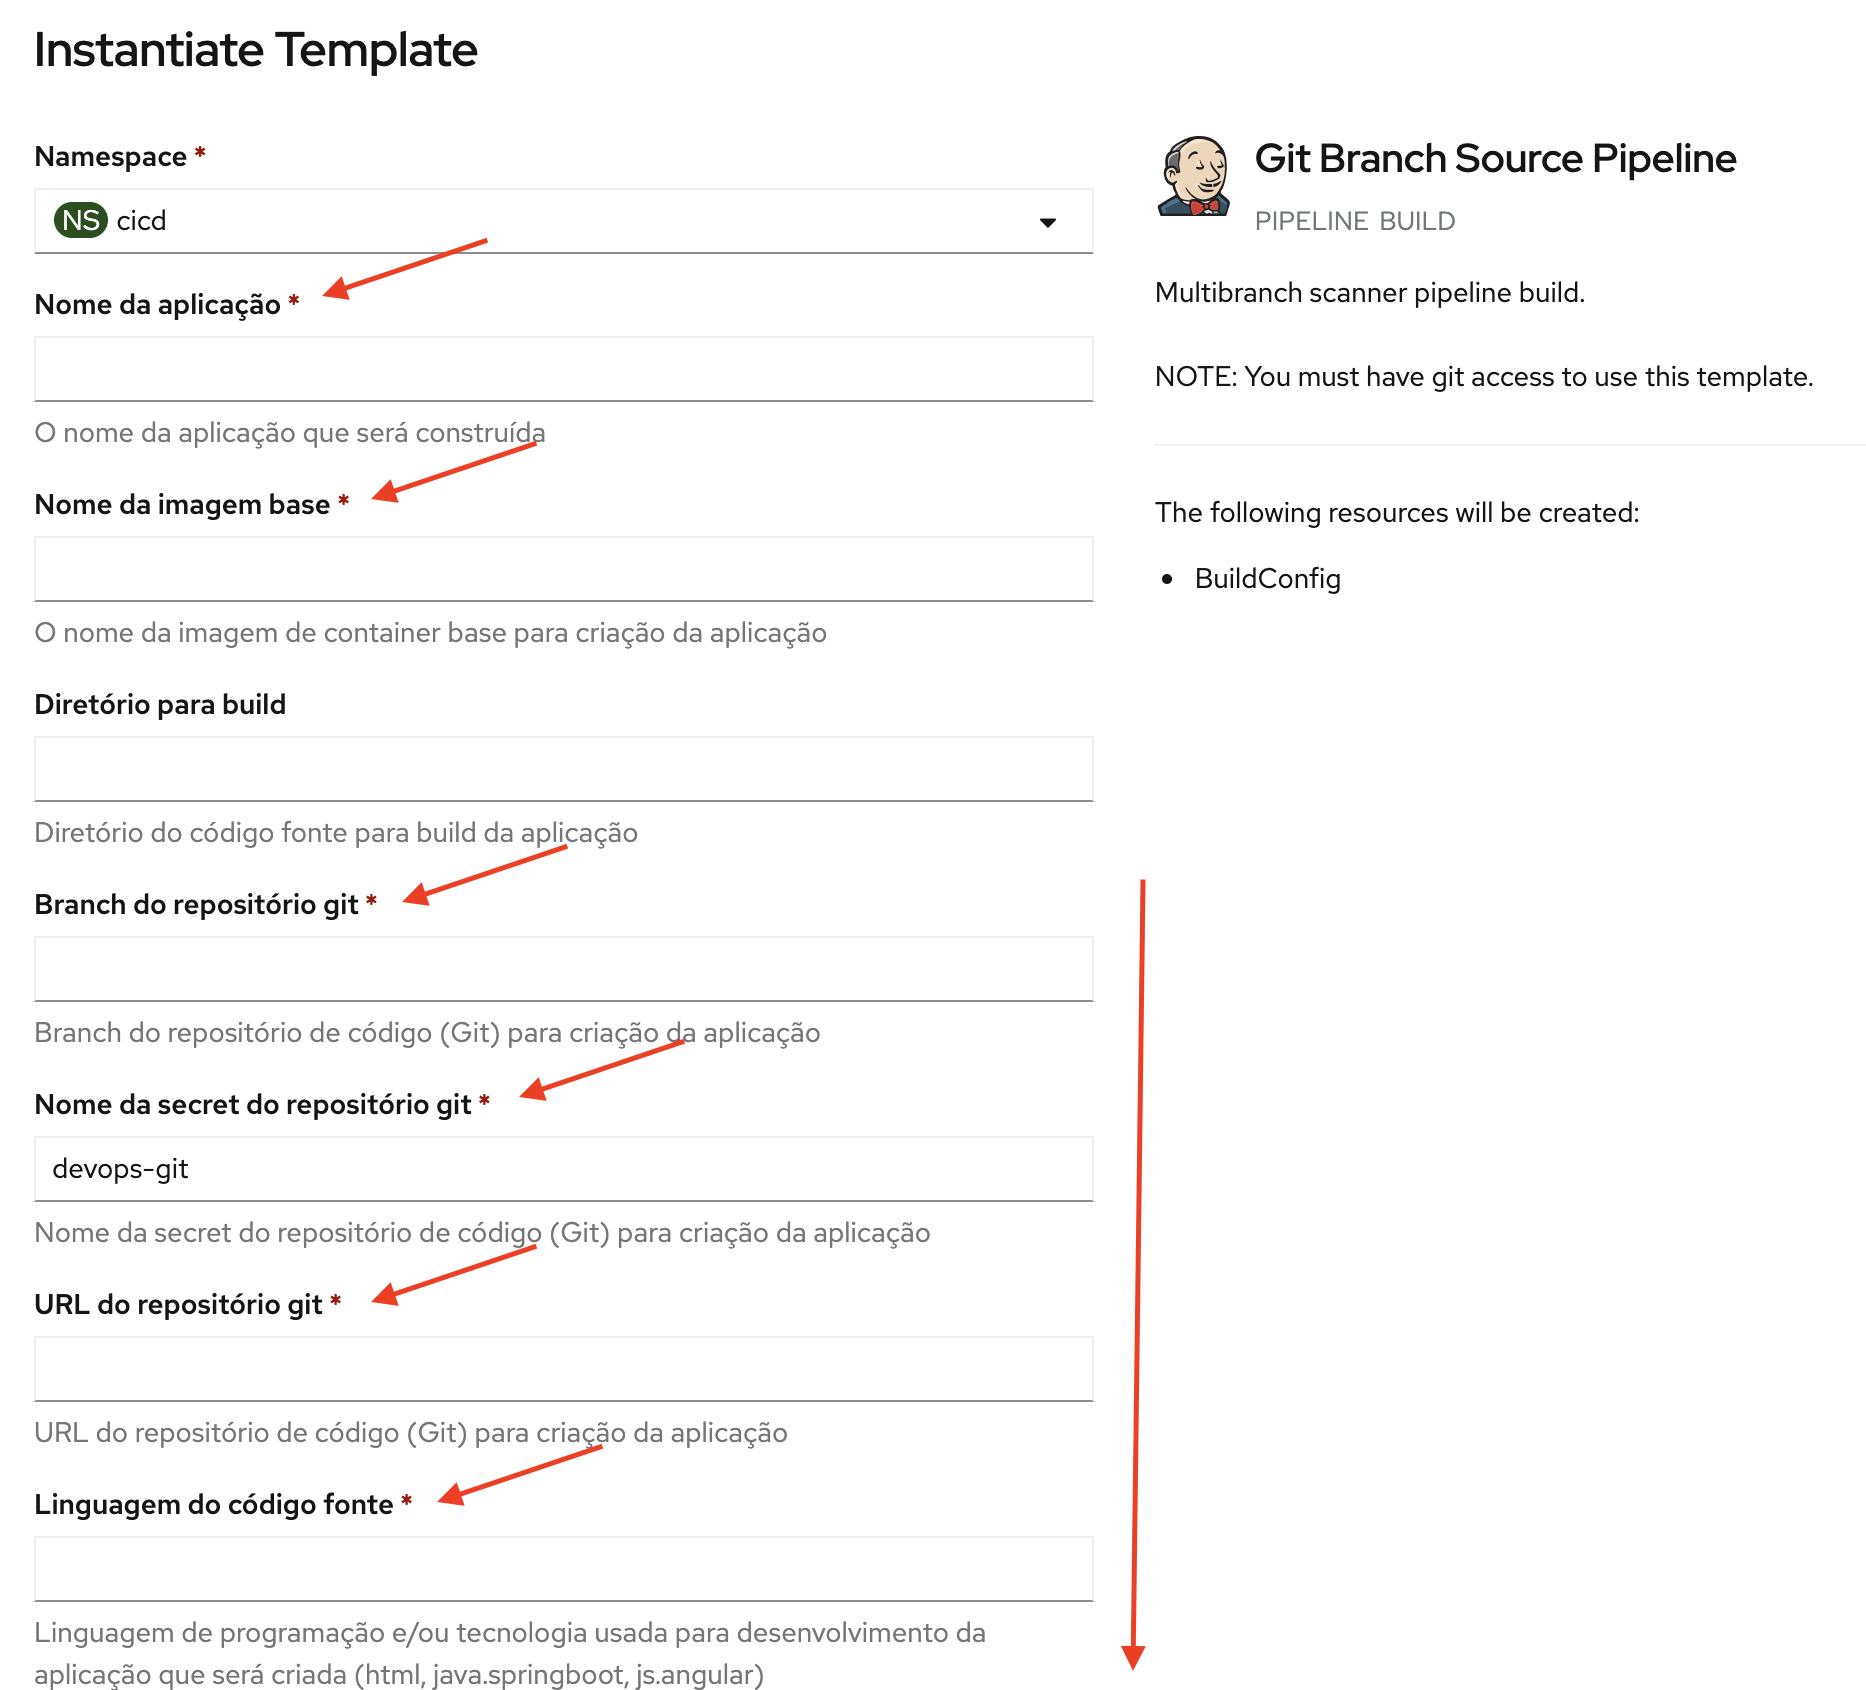 Instantiate Template
Namespace *
NS cicd
Nome da aplicação *
O nome da aplicação que será construída
Nome da imagem base *
O nome da imagem de container base para criação da aplicação
Diretório para build
Diretório do código fonte para build da aplicação
Branch do repositório git *
Branch do repositório de código (Git) para criação da aplicação
Nome da secret do repositório git *
devops-git
Nome da secret do repositório de código (Git) para criação da aplicação
URL do repositório git *
URL do repositório de código (Git) para criação da aplicação
Linguagem do código fonte *
Linguagem de programação e/ou tecnologia usada para desenvolvimento da
aplicação que será criada (html, java.springboot, js.angular)
Git Branch Source Pipeline
PIPELINE BUILD
Multibranch scanner pipeline build.
NOTE: You must have git access to use this template.
The following resources will be created:
• BuildConfig